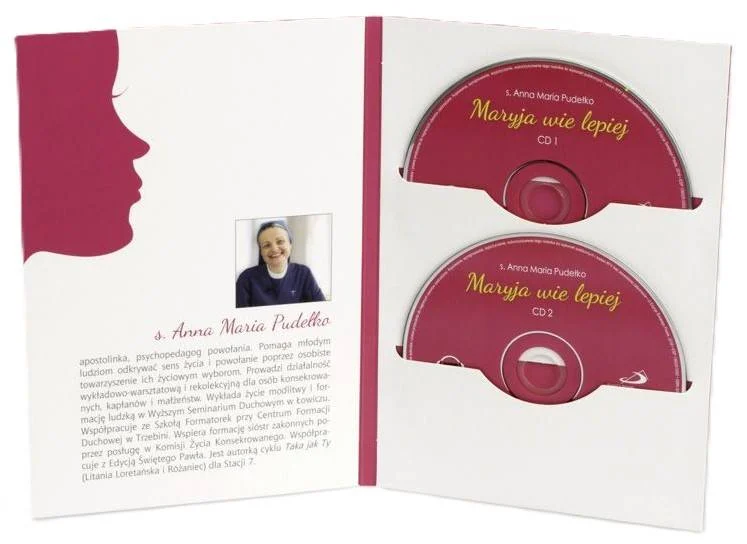 s. Anna Maria Pudełko
apostolinka, psychopedagog powołania. Pomaga młodym
ludziom odkrywać sens życia i powołanie poprzez osobiste
towarzyszenie ich życiowym wyborom. Prowadzi działalność
wykładowo-warsztatową i rekolekcyjną dla osób konsekrowa-
nych, kapłanów i małżeństw. Wykłada życie modlitwy i for-
mację ludzką w Wyższym Seminarium Duchowym w Łowiczu.
Współpracuje ze Szkołą Formatorek przy Centrum Formacji
Duchowej w Trzebini. Wspiera formację sióstr zakonnych po-
przez posługę w Komisji Życia Konsekrowanego. Współpra-
cuje z Edycją Świętego Pawła. Jest autorką cyklu Taka jak Ty
(Litania Loretańska i Różaniec) dla Stacji 7.
s. Anna Maria Pudełko
Maryja wie lepiej
CD 1
s. Anna Maria Pudełko
Maryja wie lepiej
CD 2